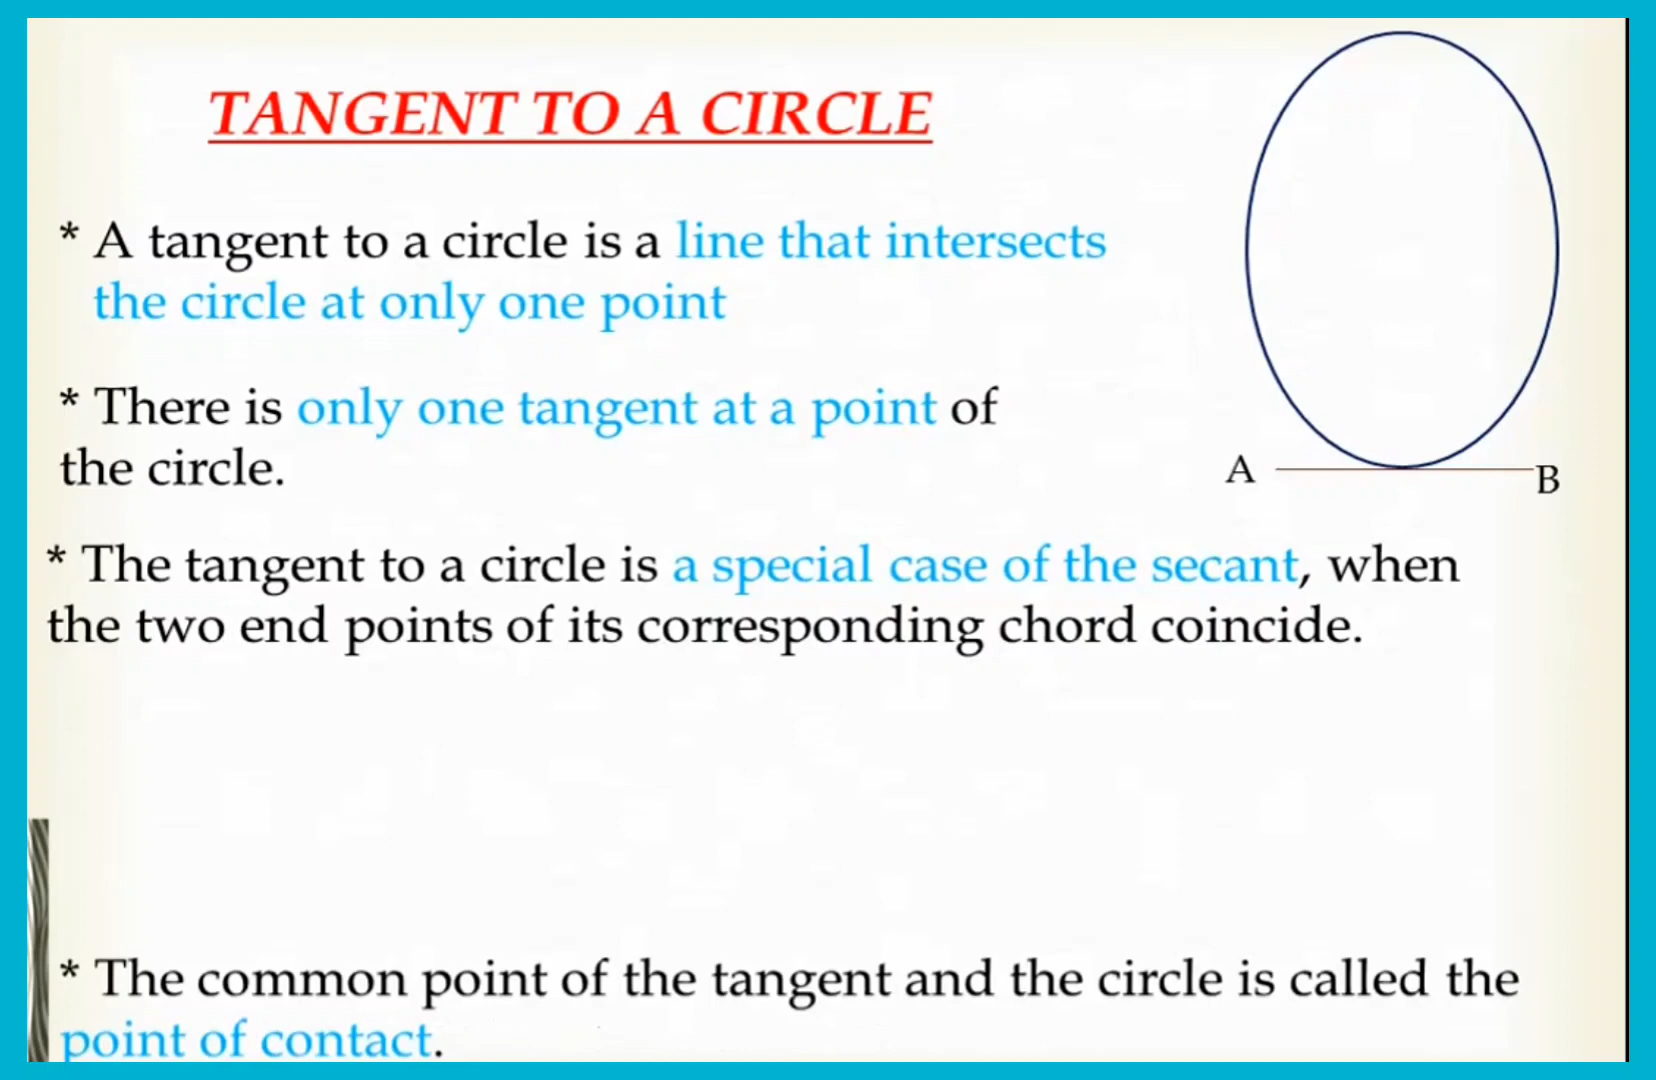 TANGENT TO A CIRCLE
* A tangent to a circle is a line that intersects
the circle at only one point
* There is only one tangent at a point of
the circle.
A
B
* The tangent to a circle is a special case of the secant, when
the two end points of its corresponding chord coincide.
* The common point of the tangent and the circle is called the
point of contact.